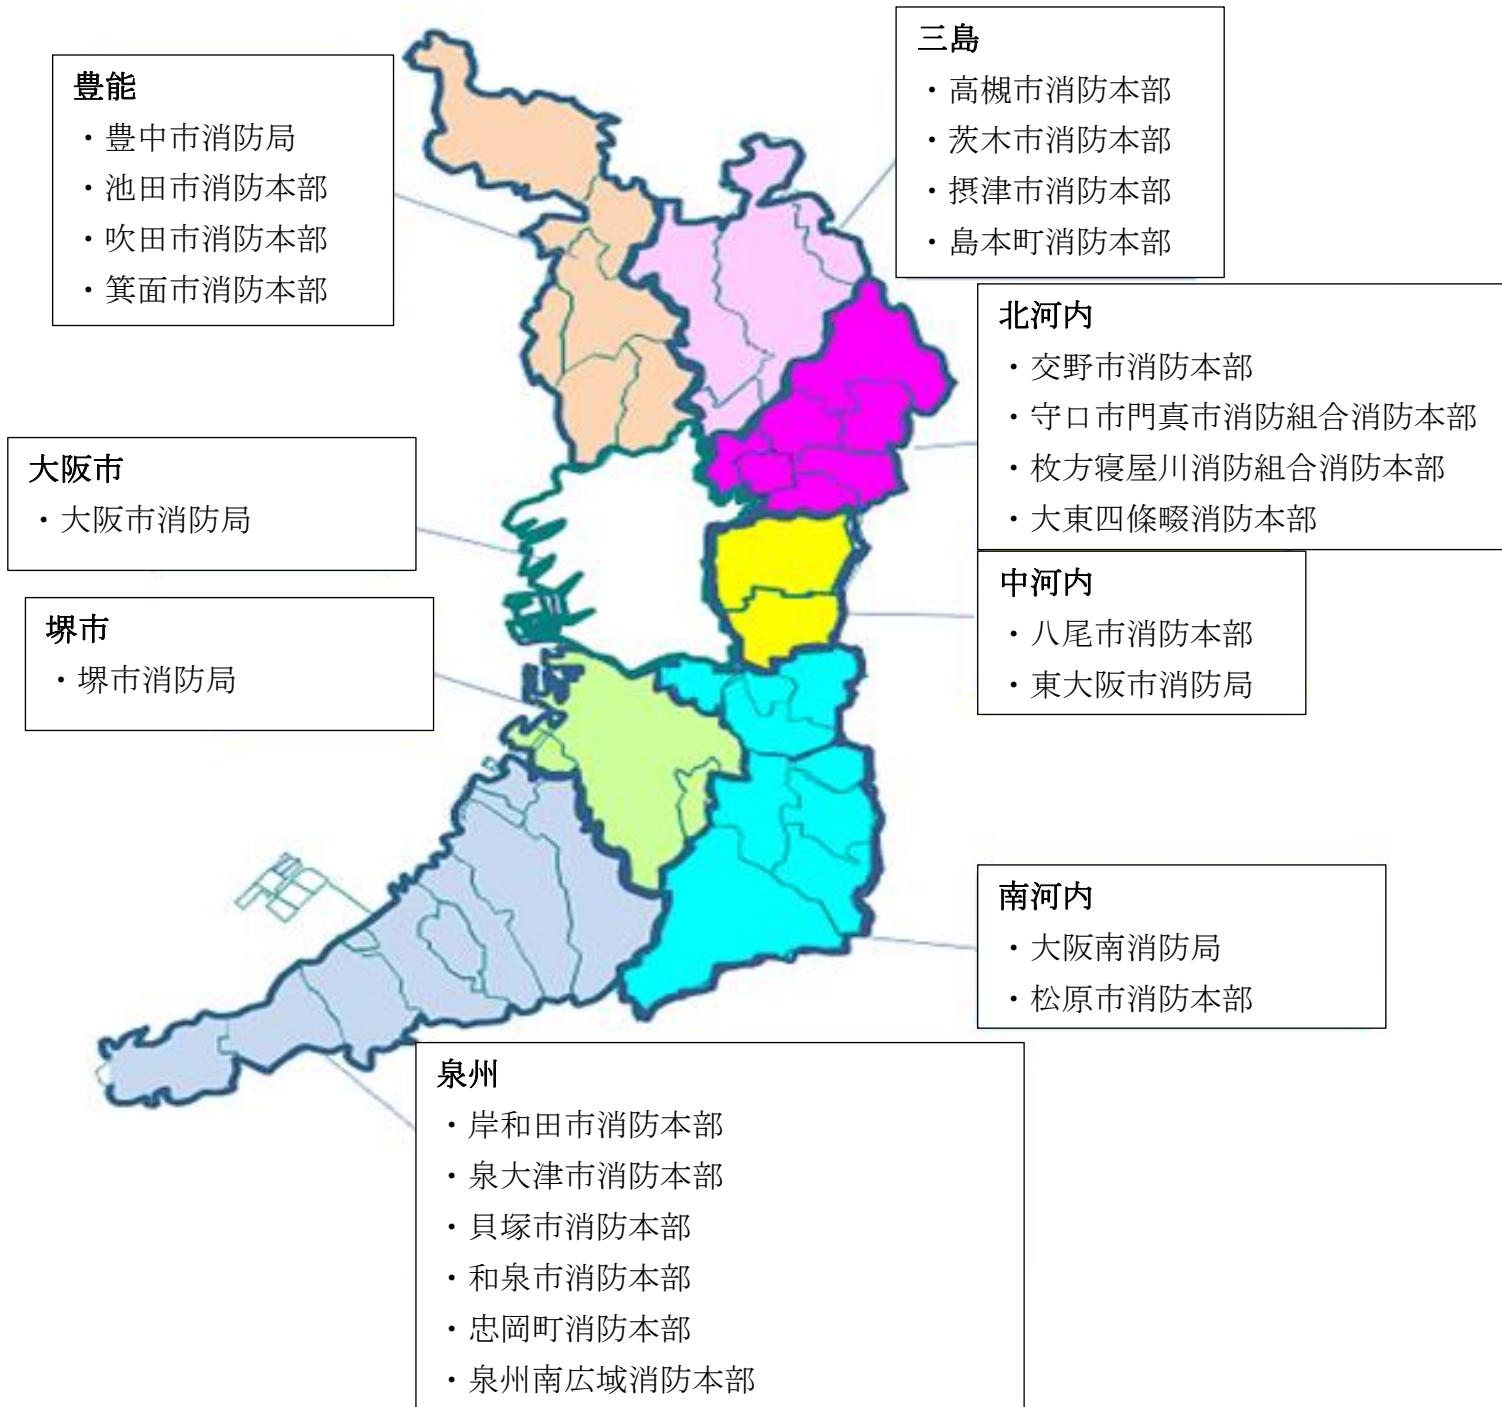 豊能
・豊中市消防局
・池田市消防本部
・吹田市消防本部
・箕面市消防本部
三島
・高槻市消防本部
・茨木市消防本部
・摂津市消防本部
・島本町消防本部
北河内
・交野市消防本部
・守口市門真市消防組合消防本部
・枚方寝屋川消防組合消防本部
・大東四條畷消防本部
大阪市
・大阪市消防局
中河内
・八尾市消防本部
・東大阪市消防局
堺市
・堺市消防局
南河内
・大阪南消防局
・松原市消防本部
泉州
・岸和田市消防本部
・泉大津市消防本部
・貝塚市消防本部
・和泉市消防本部
・忠岡町消防本部
・泉州南広域消防本部